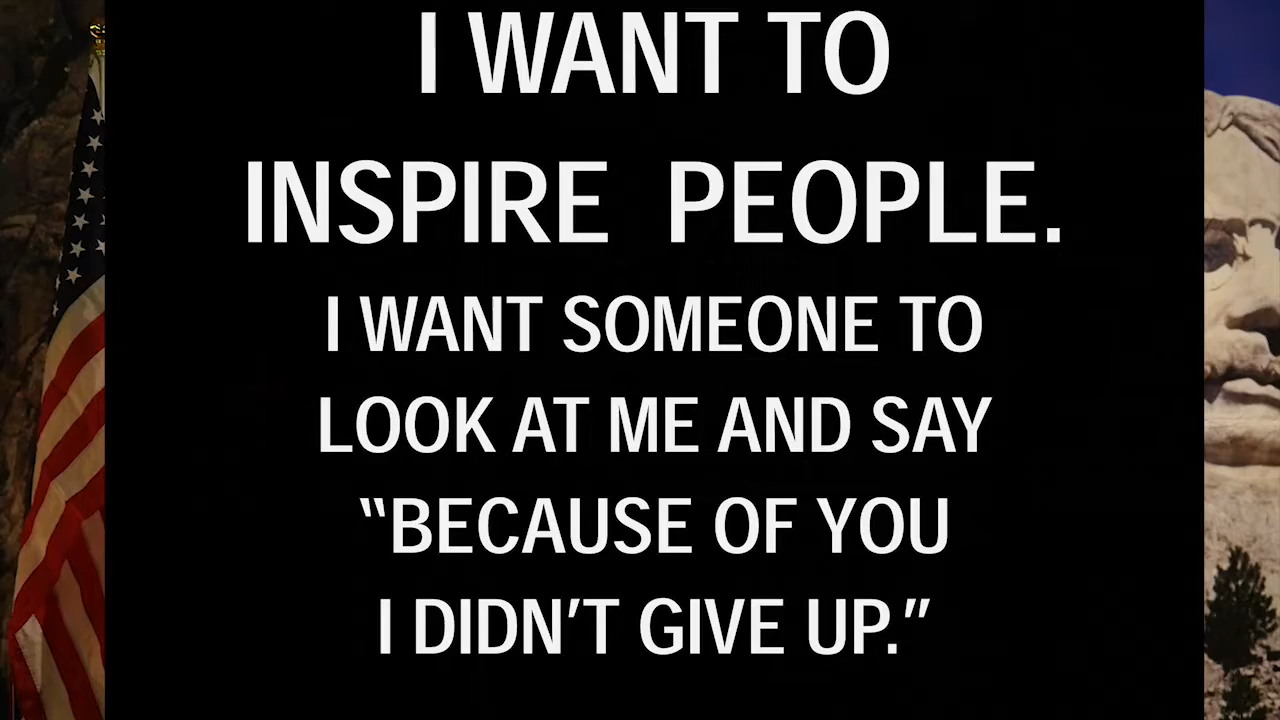 I WANT TO
INSPIRE PEOPLE.
I WANT SOMEONE TO
LOOK AT ME AND SAY
“BECAUSE OF YOU
I DIDN’T GIVE UP.”